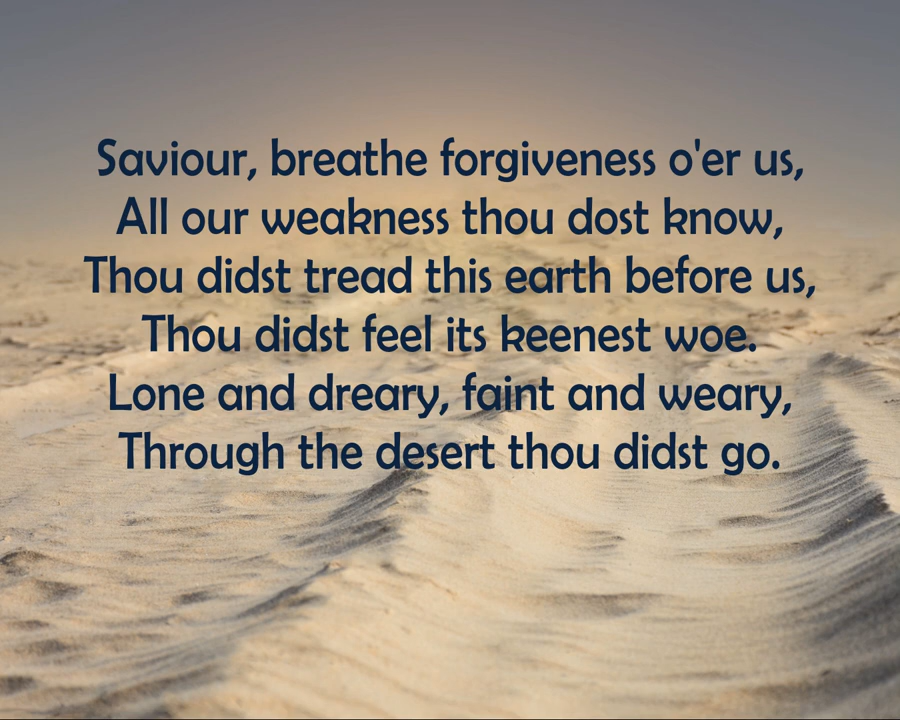 Saviour, breathe forgiveness o'er us,
All our weakness thou dost know,
Thou didst tread this earth before us,
Thou didst feel its keenest woe.
Lone and dreary, faint and weary,
Through the desert thou didst go.